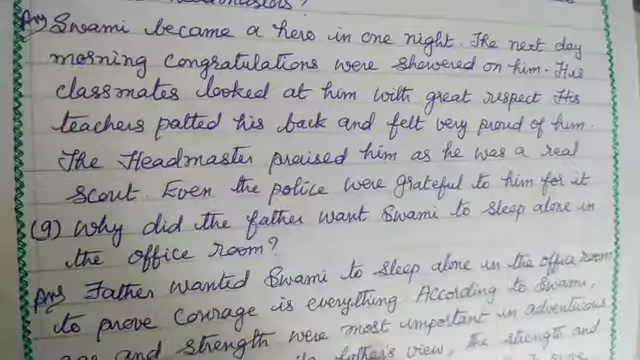 Ans Swami became a hero in one night. The next day
morning congratulations were showered on him. His
classmates looked at him with great respect His
teachers patted his back and felt very proud of him.
The Headmaster praised him as he was a real
scout. Even the police were grateful to him for it
(9) Why did the father want Swami to sleep alone in
the office room?
Ans Father wanted Swami to sleep alone in the office room
to prove courage is everything According to Swami,
age and strength were most important in adventurous
father's view, the strength and